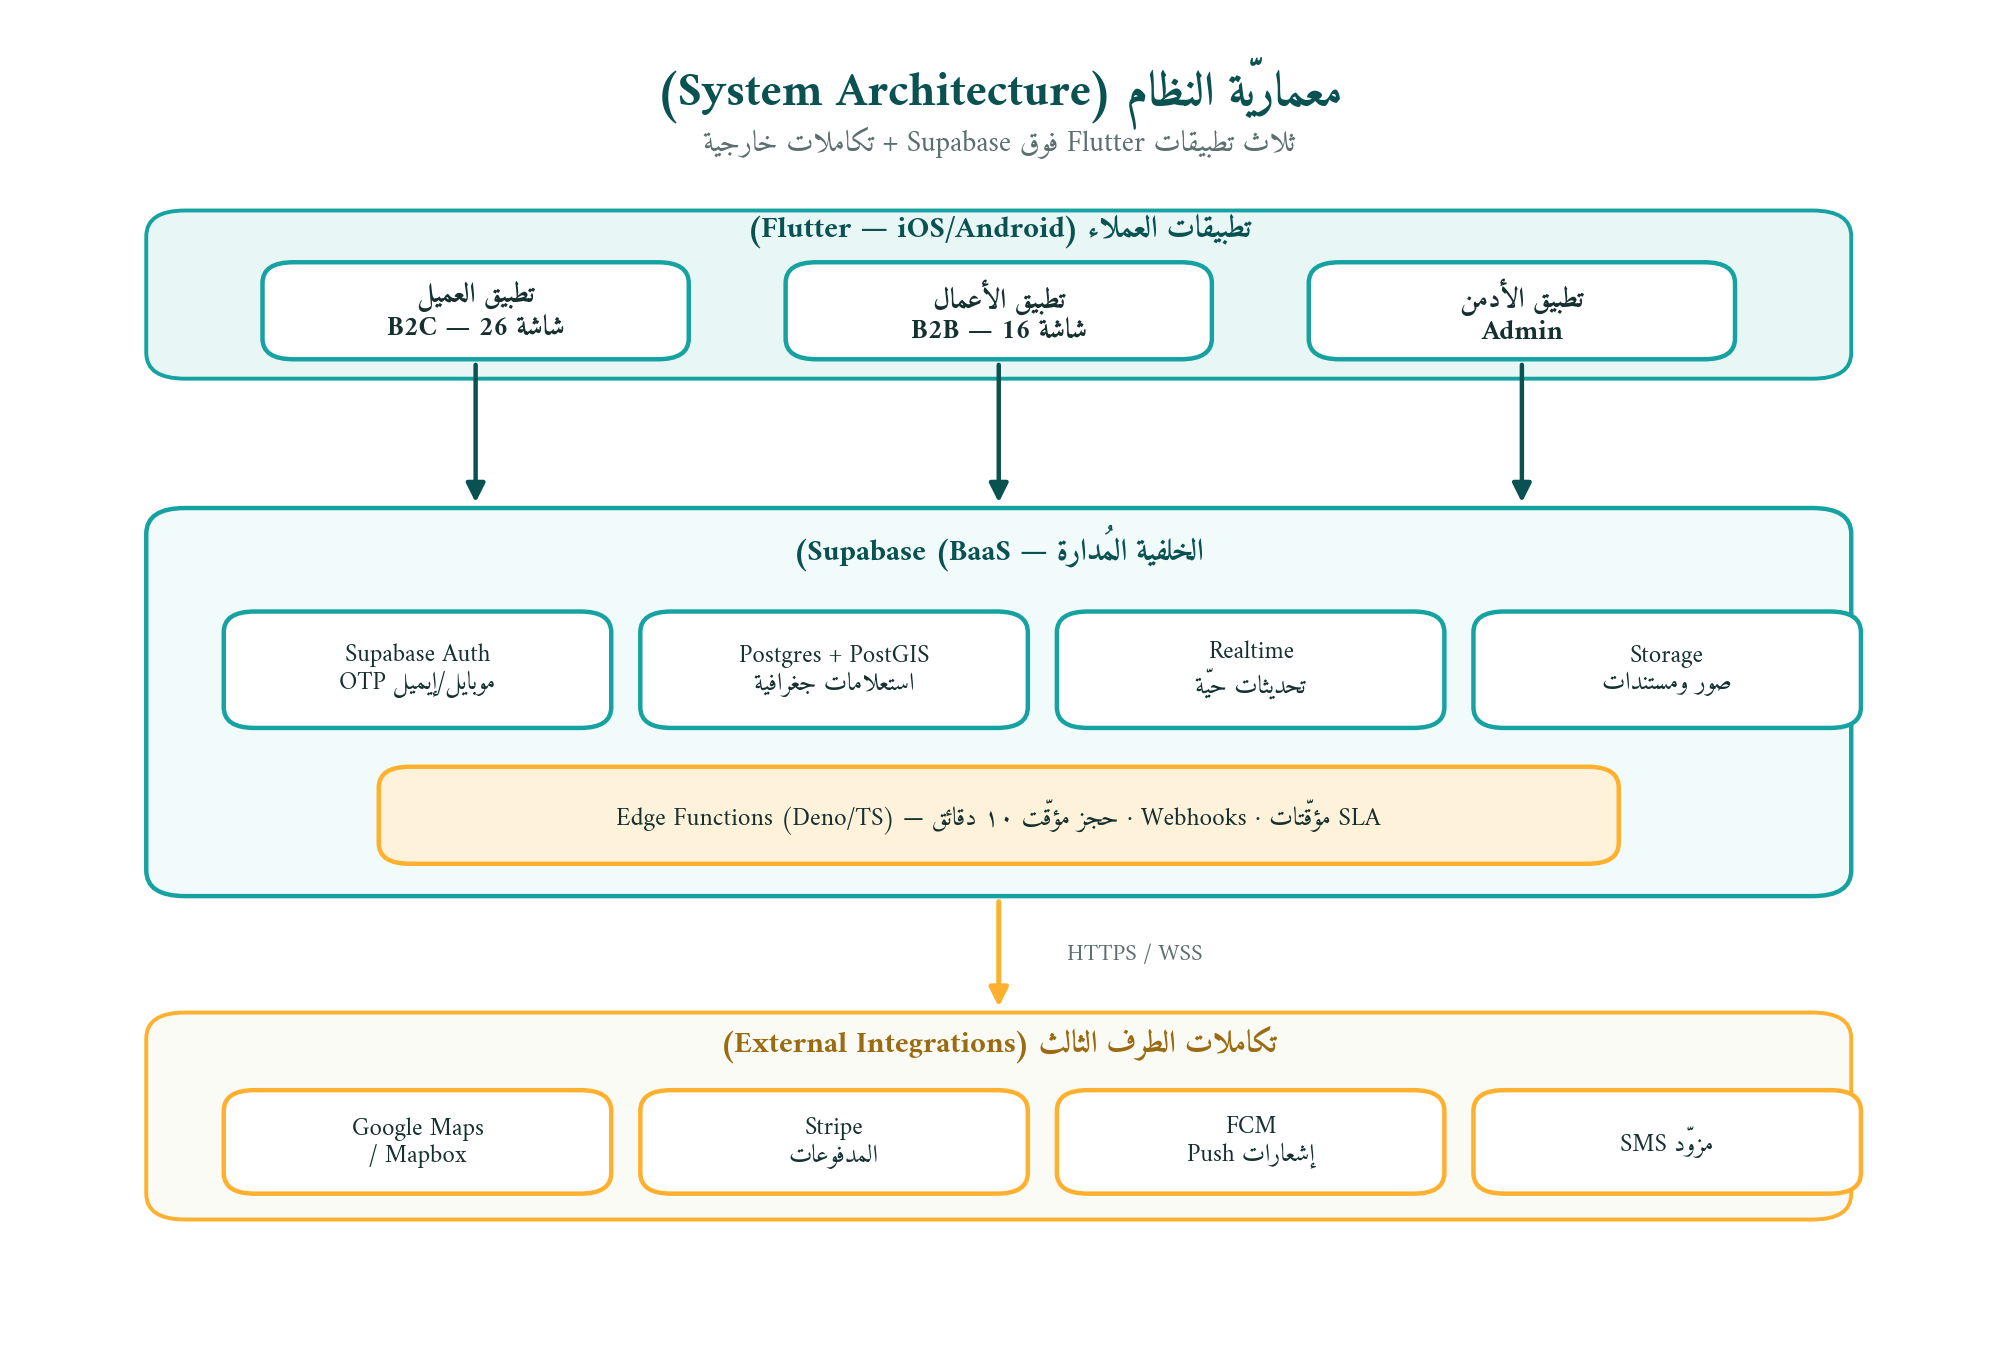 معماريّة النظام (System Architecture)
ثلاث تطبيقات Flutter فوق Supabase + تكاملات خارجية
تطبيقات العملاء (Flutter — iOS/Android)
تطبيق العميل
B2C — 26 شاشة
تطبيق الأعمال
B2B — 16 شاشة
تطبيق الأدمن
Admin
الخلفية المُدارة — Supabase (BaaS)
Supabase Auth
OTP موبايل/إيميل
Postgres + PostGIS
استعلامات جغرافية
Realtime
تحديثات حيّة
Storage
صور ومستندات
Edge Functions (Deno/TS) — حجز مؤقّت ١٠ دقائق · Webhooks · مؤقّتات SLA
HTTPS / WSS
تكاملات الطرف الثالث (External Integrations)
Google Maps
/ Mapbox
Stripe
المدفوعات
FCM
إشعارات Push
مزوّد SMS